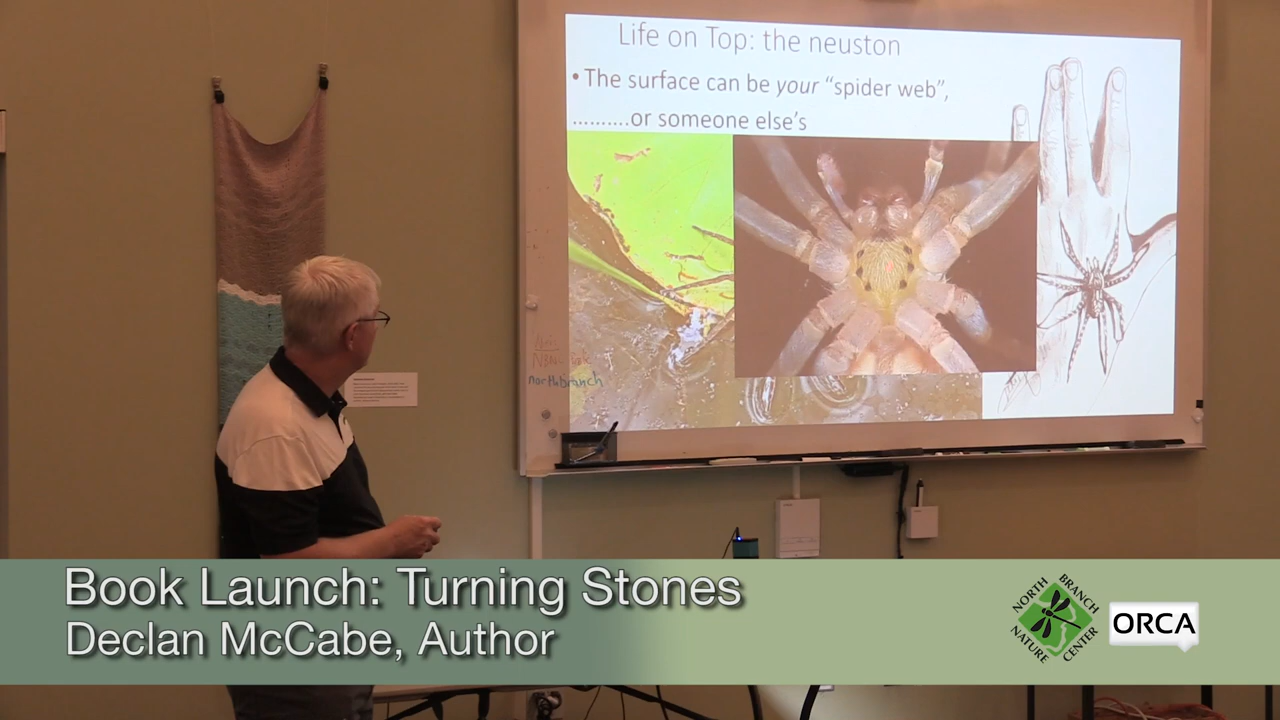 Life on Top: the neuston
• The surface can be your “spider web”,
……….or someone else’s
northbranch
Book Launch: Turning Stones
Declan McCabe, Author
NORTH BRANCH
NATURE CENTER
ORCA